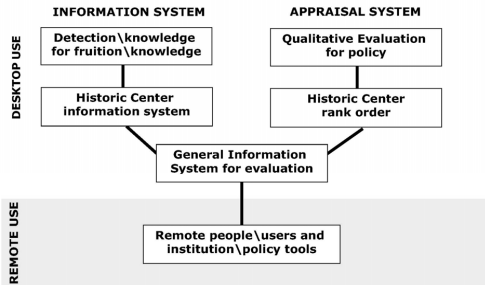 INFORMATION SYSTEM
APPRAISAL SYSTEM
DESKTOP USE
Detection\knowledge
for fruition\knowledge
Qualitative Evaluation
for policy
Historic Center
information system
Historic Center
rank order
General Information
System for evaluation
REMOTE USE
Remote people\users and
institution\policy tools